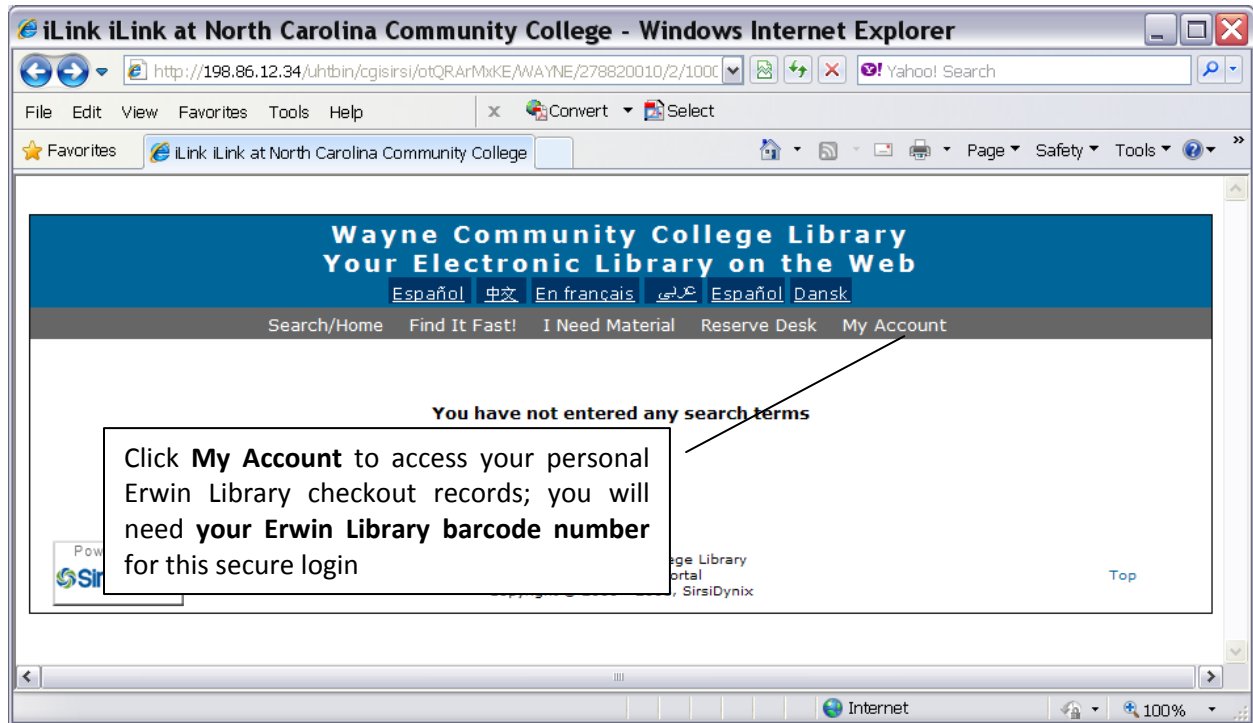 iLink iLink at North Carolina Community College - Windows Internet Explorer
http://198.86.12.34/uhtbin/cgisirsi/otQRArMxKE/WAYNE/278820010/2/1000
Yahoo! Search
File Edit View Favorites Tools Help x Convert Select
Favorites iLink iLink at North Carolina Community College Page Safety Tools
Wayne Community College Library
Your Electronic Library on the Web
Español 中文 En français عربى Español Dansk
Search/Home Find It Fast! I Need Material Reserve Desk My Account
You have not entered any search terms
Click My Account to access your personal
Erwin Library checkout records; you will
need your Erwin Library barcode number
for this secure login
Library
SirsiDynix
Top
Internet 100%